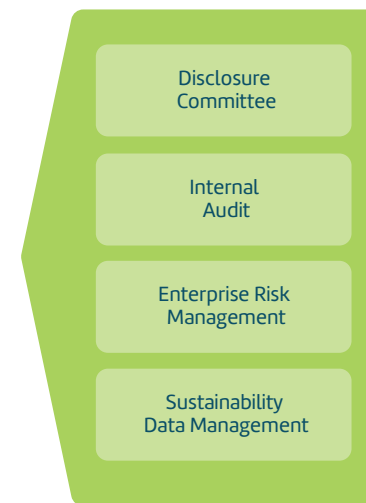 Disclosure
Committee
Internal
Audit
Enterprise Risk
Management
Sustainability
Data Management